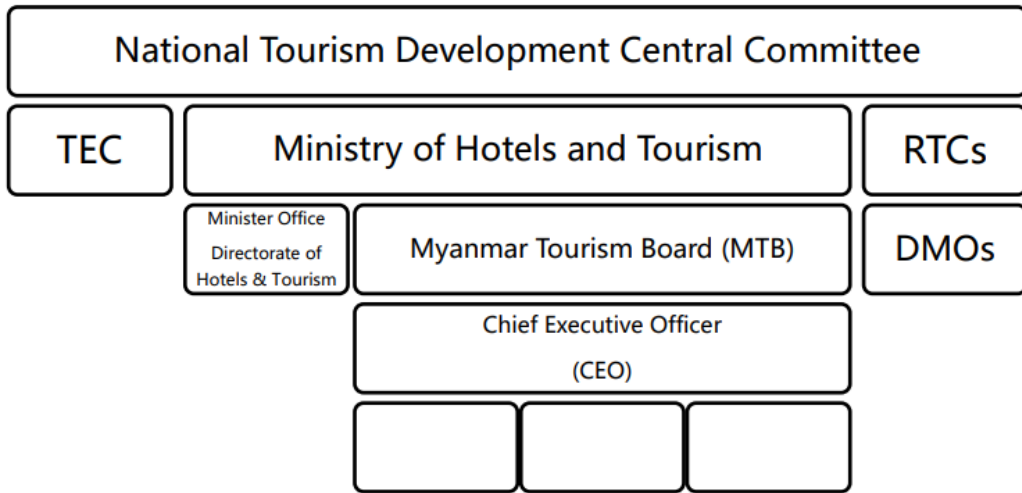 National Tourism Development Central Committee
TEC
Ministry of Hotels and Tourism
RTCs
Minister Office
Directorate of
Hotels & Tourism
Myanmar Tourism Board (MTB)
DMOs
Chief Executive Officer
(CEO)